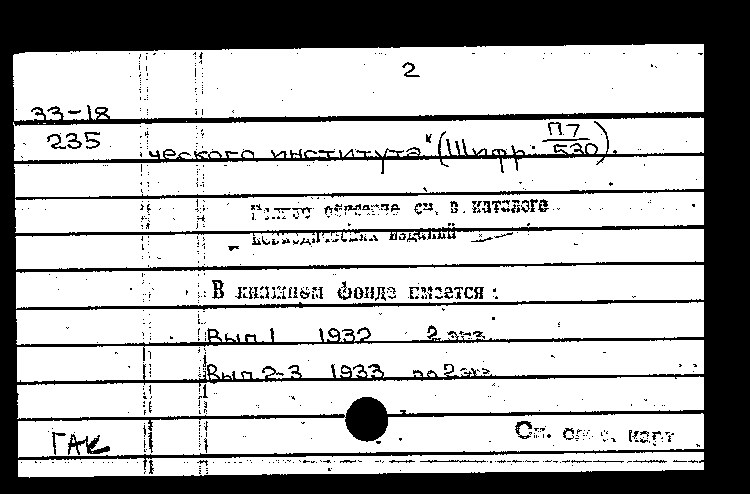 2
33-18
235
ческого института" (Шифр: П7/530).
Полное описание см. в каталоге
периодических изданий
В книжном фонде имеется:
Вып.1 1932 2 экз.
Вып.2-3 1933 по 2 экз.
ГАК
См. след. карт